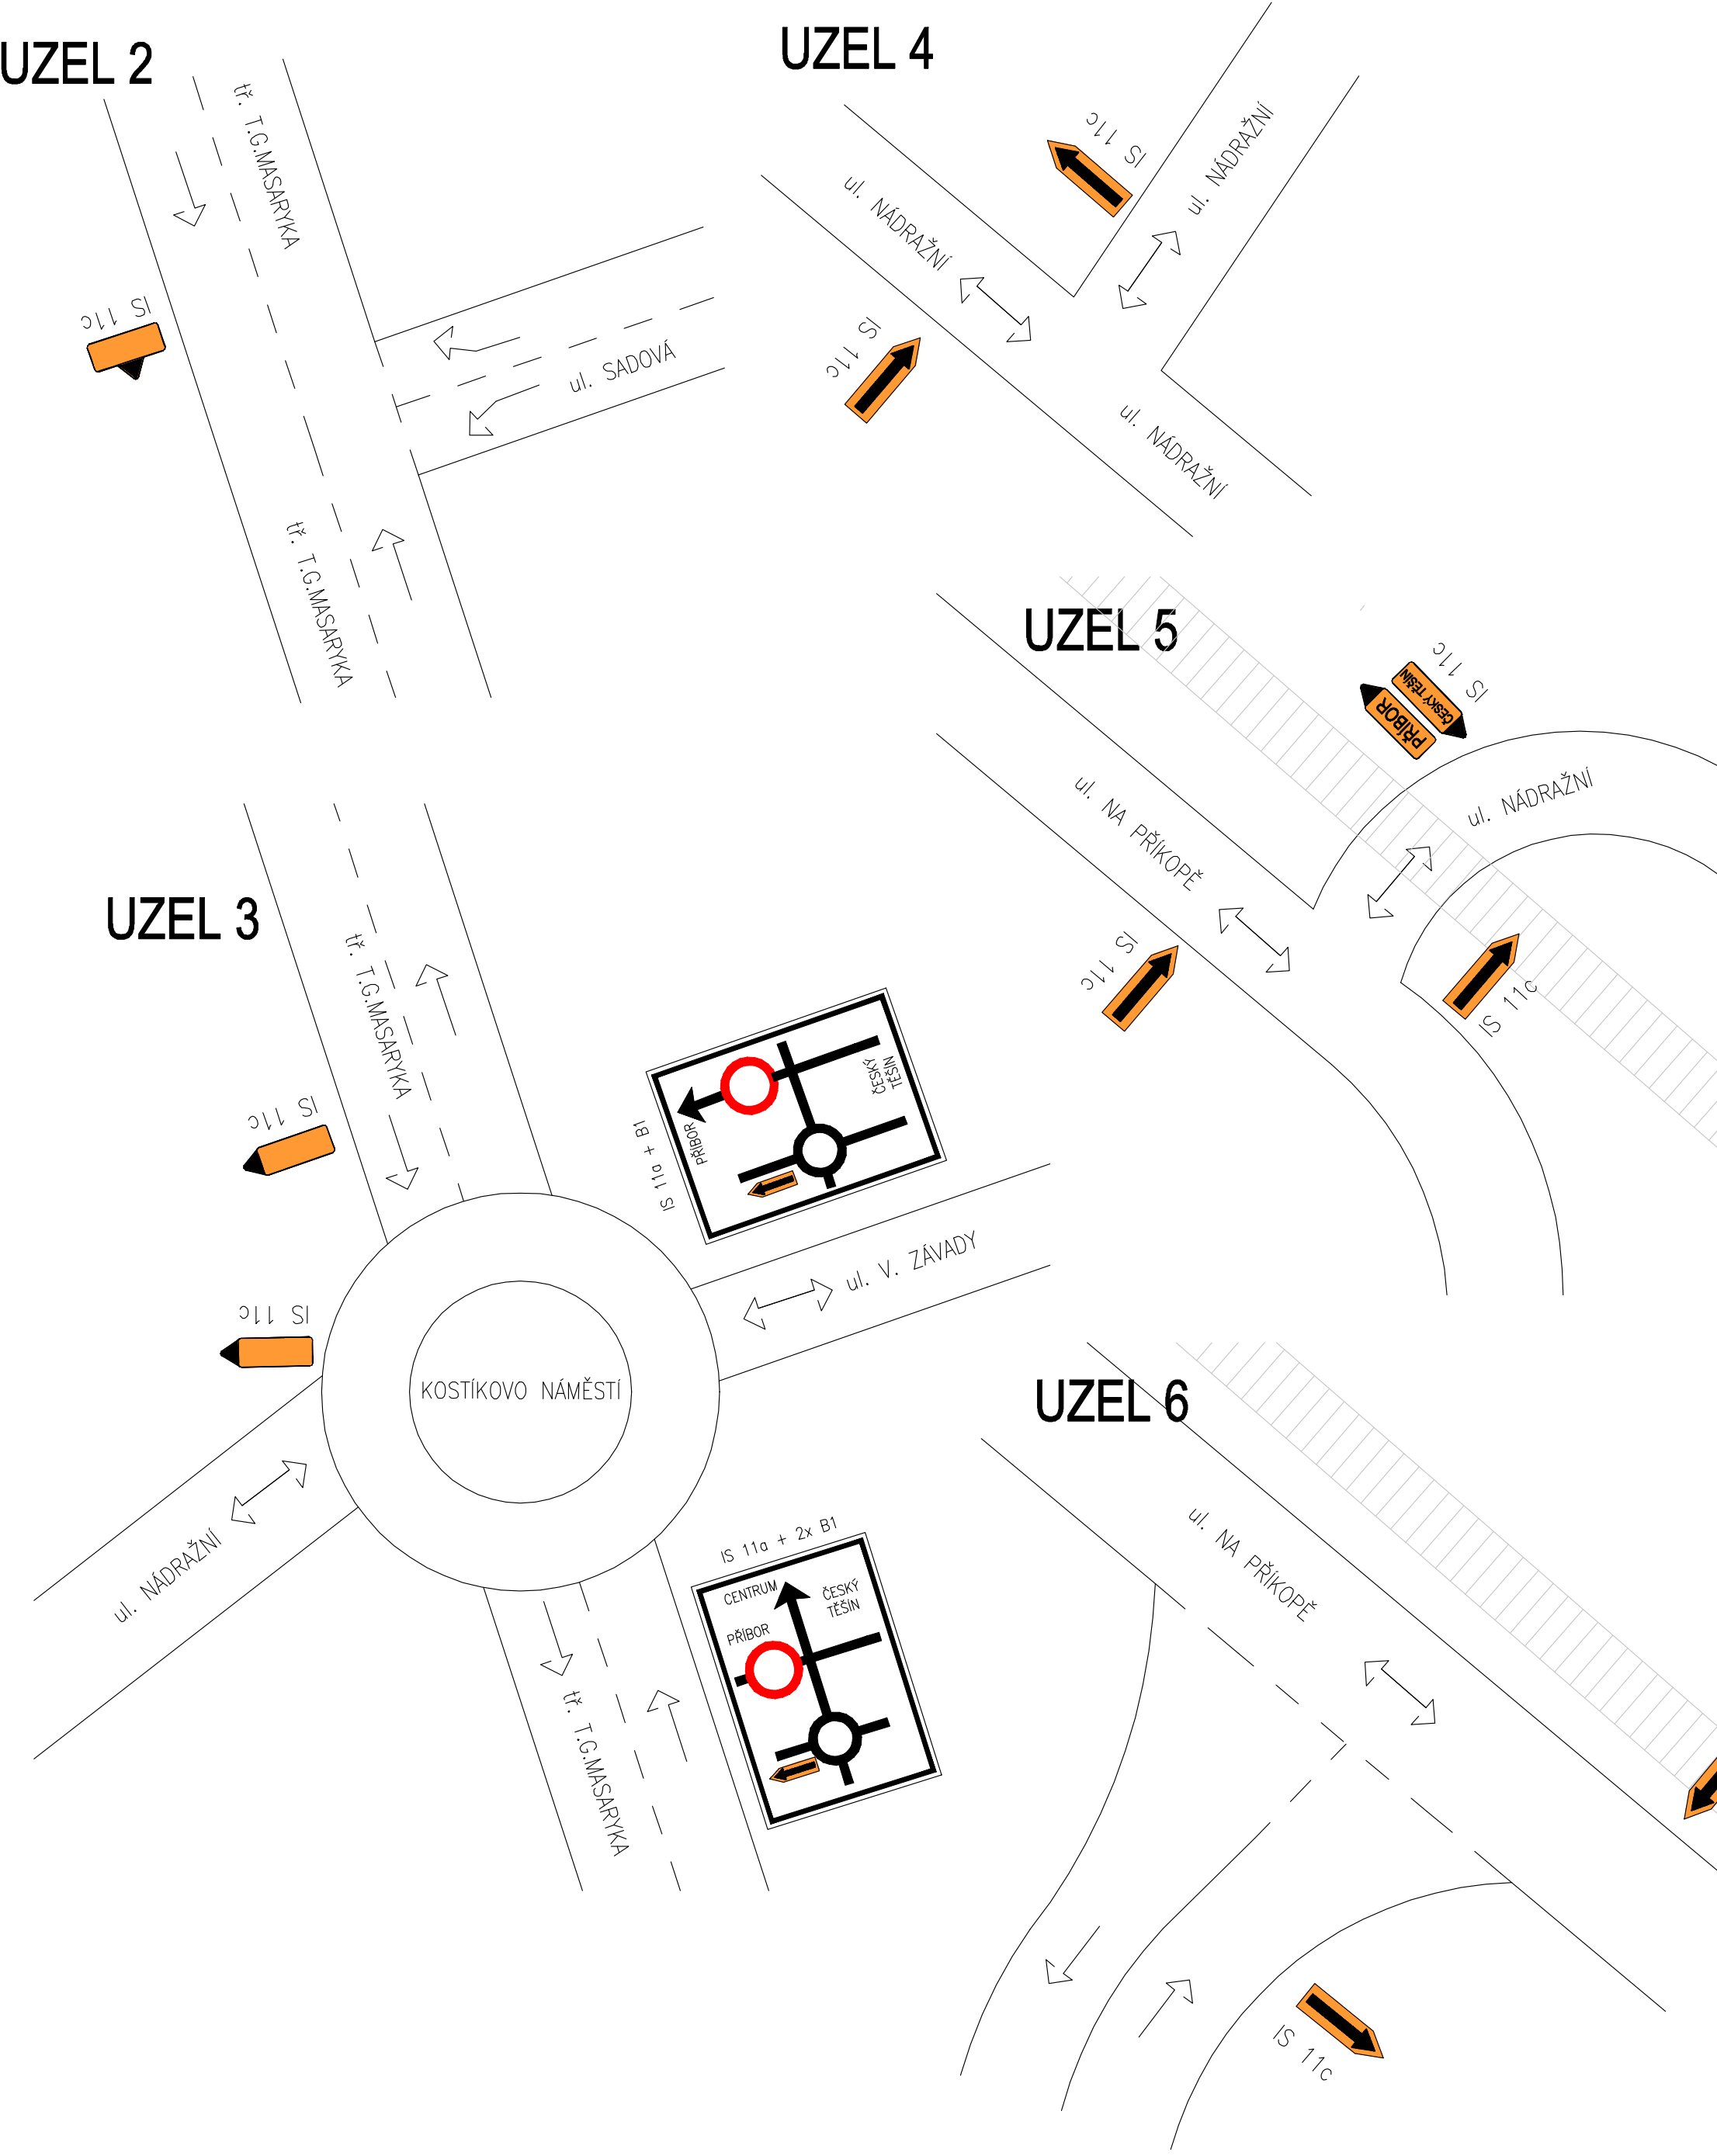 UZEL 2
tř. T.G.MASARYKA
IS 11c
ul. SADOVÁ
tř. T.G.MASARYKA
UZEL 4
IS 11c
ul. NÁDRAŽNÍ
ul. NÁDRAŽNÍ
IS 11c
ul. NÁDRAŽNÍ
UZEL 5
IS 11c
ČESKÝ TĚŠÍN
PŘÍBOR
ul. NÁDRAŽNÍ
ul. NA PŘÍKOPĚ
IS 11c
IS 11c
UZEL 3
tř. T.G.MASARYKA
IS 11c
IS 11c
IS 11a + B1
PŘÍBOR
ČESKÝ
TĚŠÍN
ul. V. ZÁVADY
KOSTÍKOVO NÁMĚSTÍ
ul. NÁDRAŽNÍ
tř. T.G.MASARYKA
IS 11a + 2x B1
CENTRUM
ČESKÝ
TĚŠÍN
PŘÍBOR
UZEL 6
ul. NA PŘÍKOPĚ
IS 11c